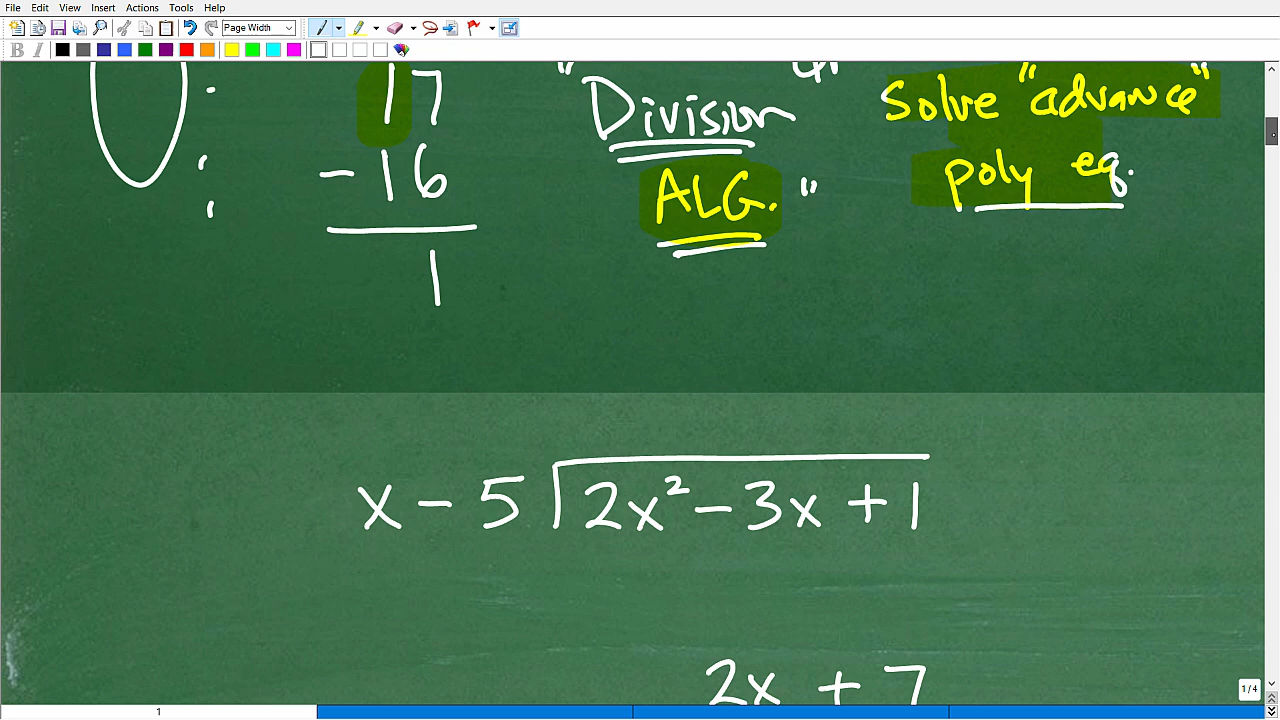 File Edit View Insert Actions Tools Help
Page Width
B I
17
- 16
1
" Division
ALG. "
Solve "advance"
poly eq.
x - 5 2x² - 3x + 1
2x + 7
1/4
1